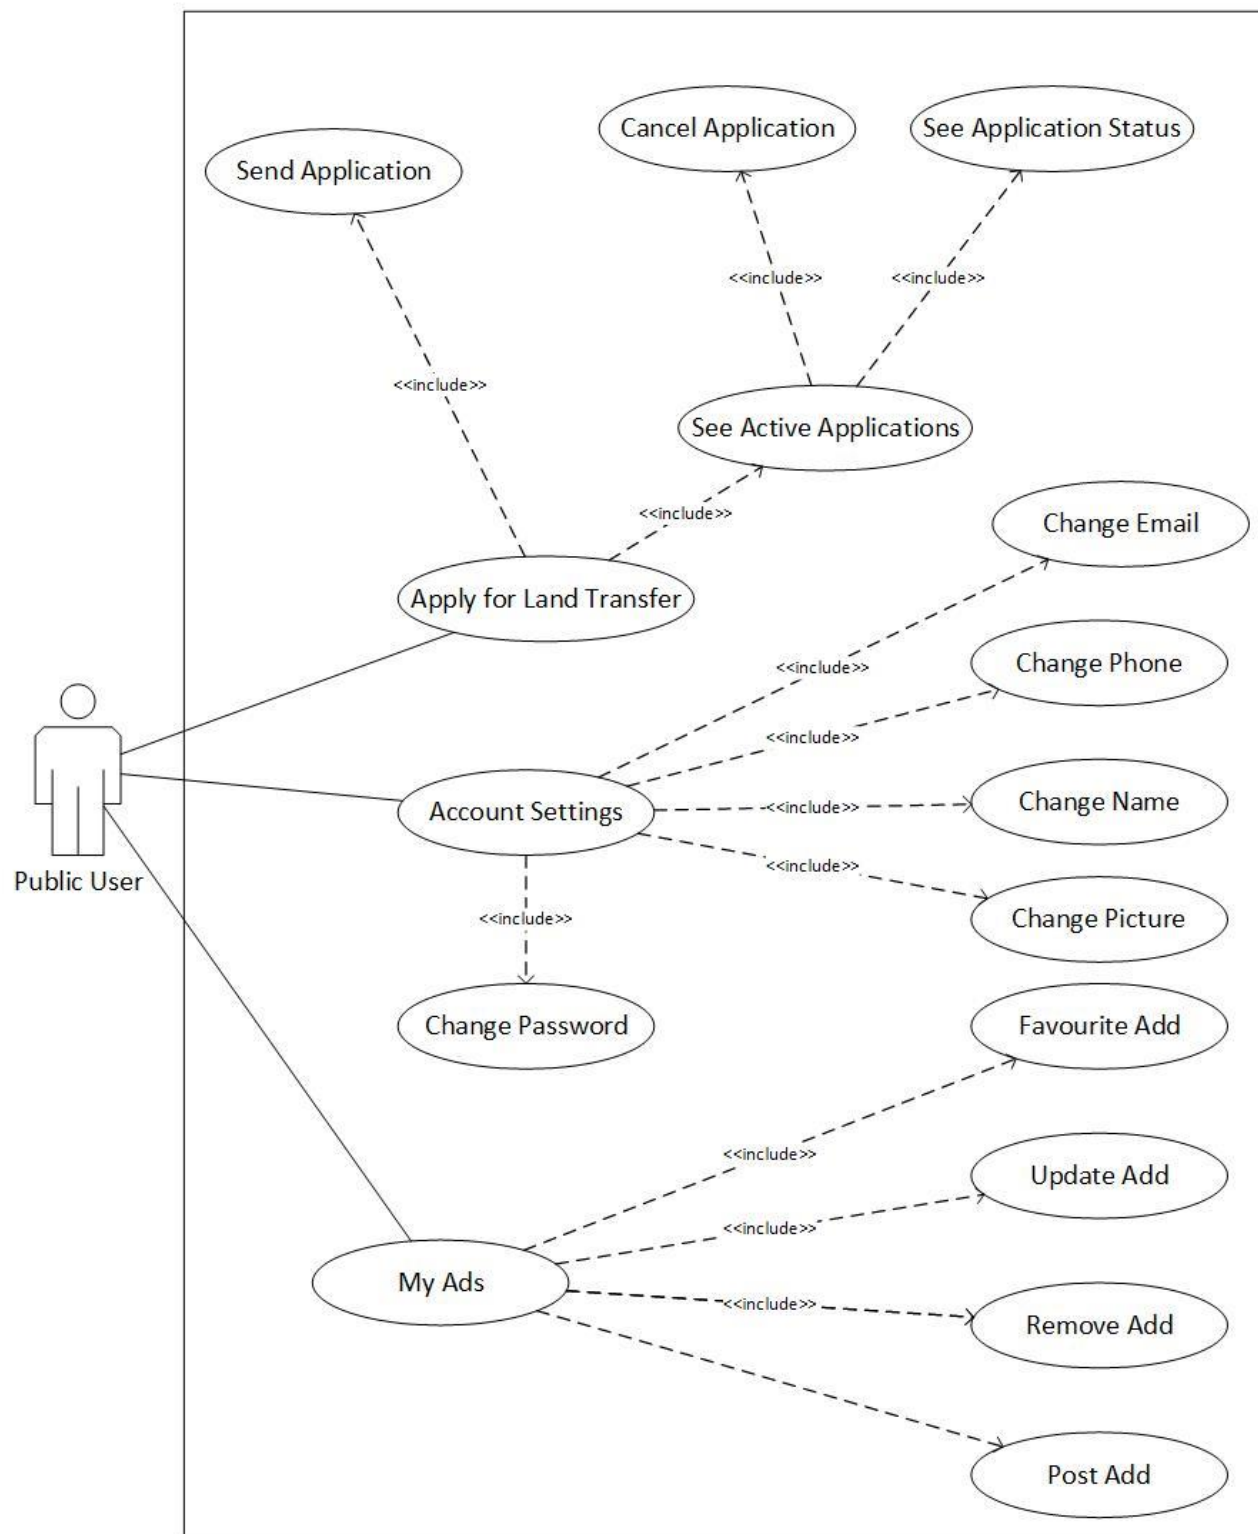 Cancel Application
See Application Status
Send Application
<<include>>
<<include>>
<<include>>
See Active Applications
<<include>>
Change Email
Apply for Land Transfer
<<include>>
Change Phone
<<include>>
Account Settings
<<include>>
Change Name
<<include>>
Public User
<<include>>
Change Picture
Change Password
Favourite Add
<<include>>
Update Add
<<include>>
My Ads
<<include>>
Remove Add
Post Add